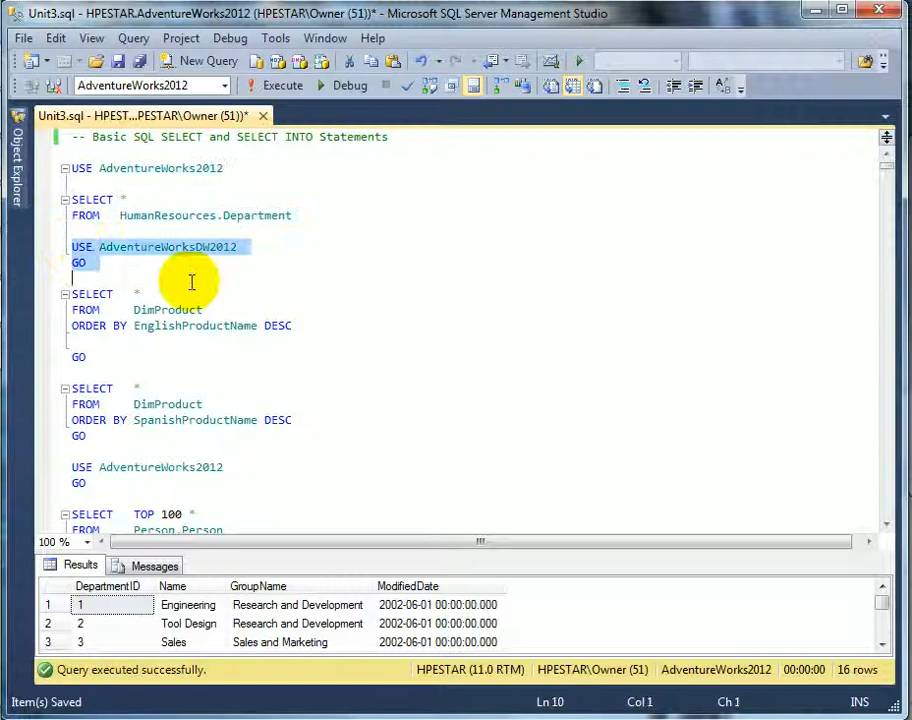 Unit3.sql - HPESTAR.AdventureWorks2012 (HPESTAR\Owner (51))* - Microsoft SQL Server Management Studio
File Edit View Query Project Debug Tools Window Help
New Query
AdventureWorks2012 Execute Debug
Unit3.sql - HPEST...PESTAR\Owner (51))*
Object Explorer
-- Basic SQL SELECT and SELECT INTO Statements
USE AdventureWorks2012
SELECT *
FROM HumanResources.Department
USE AdventureWorksDW2012
GO
SELECT *
FROM DimProduct
ORDER BY EnglishProductName DESC
GO
SELECT *
FROM DimProduct
ORDER BY SpanishProductName DESC
GO
USE AdventureWorks2012
GO
SELECT TOP 100 *
FROM Person.Person
100 %
Results Messages
DepartmentID Name GroupName ModifiedDate
1 1 Engineering Research and Development 2002-06-01 00:00:00.000
2 2 Tool Design Research and Development 2002-06-01 00:00:00.000
3 3 Sales Sales and Marketing 2002-06-01 00:00:00.000
Query executed successfully. HPESTAR (11.0 RTM) HPESTAR\Owner (51) AdventureWorks2012 00:00:00 16 rows
Item(s) Saved Ln 10 Col 1 Ch 1 INS